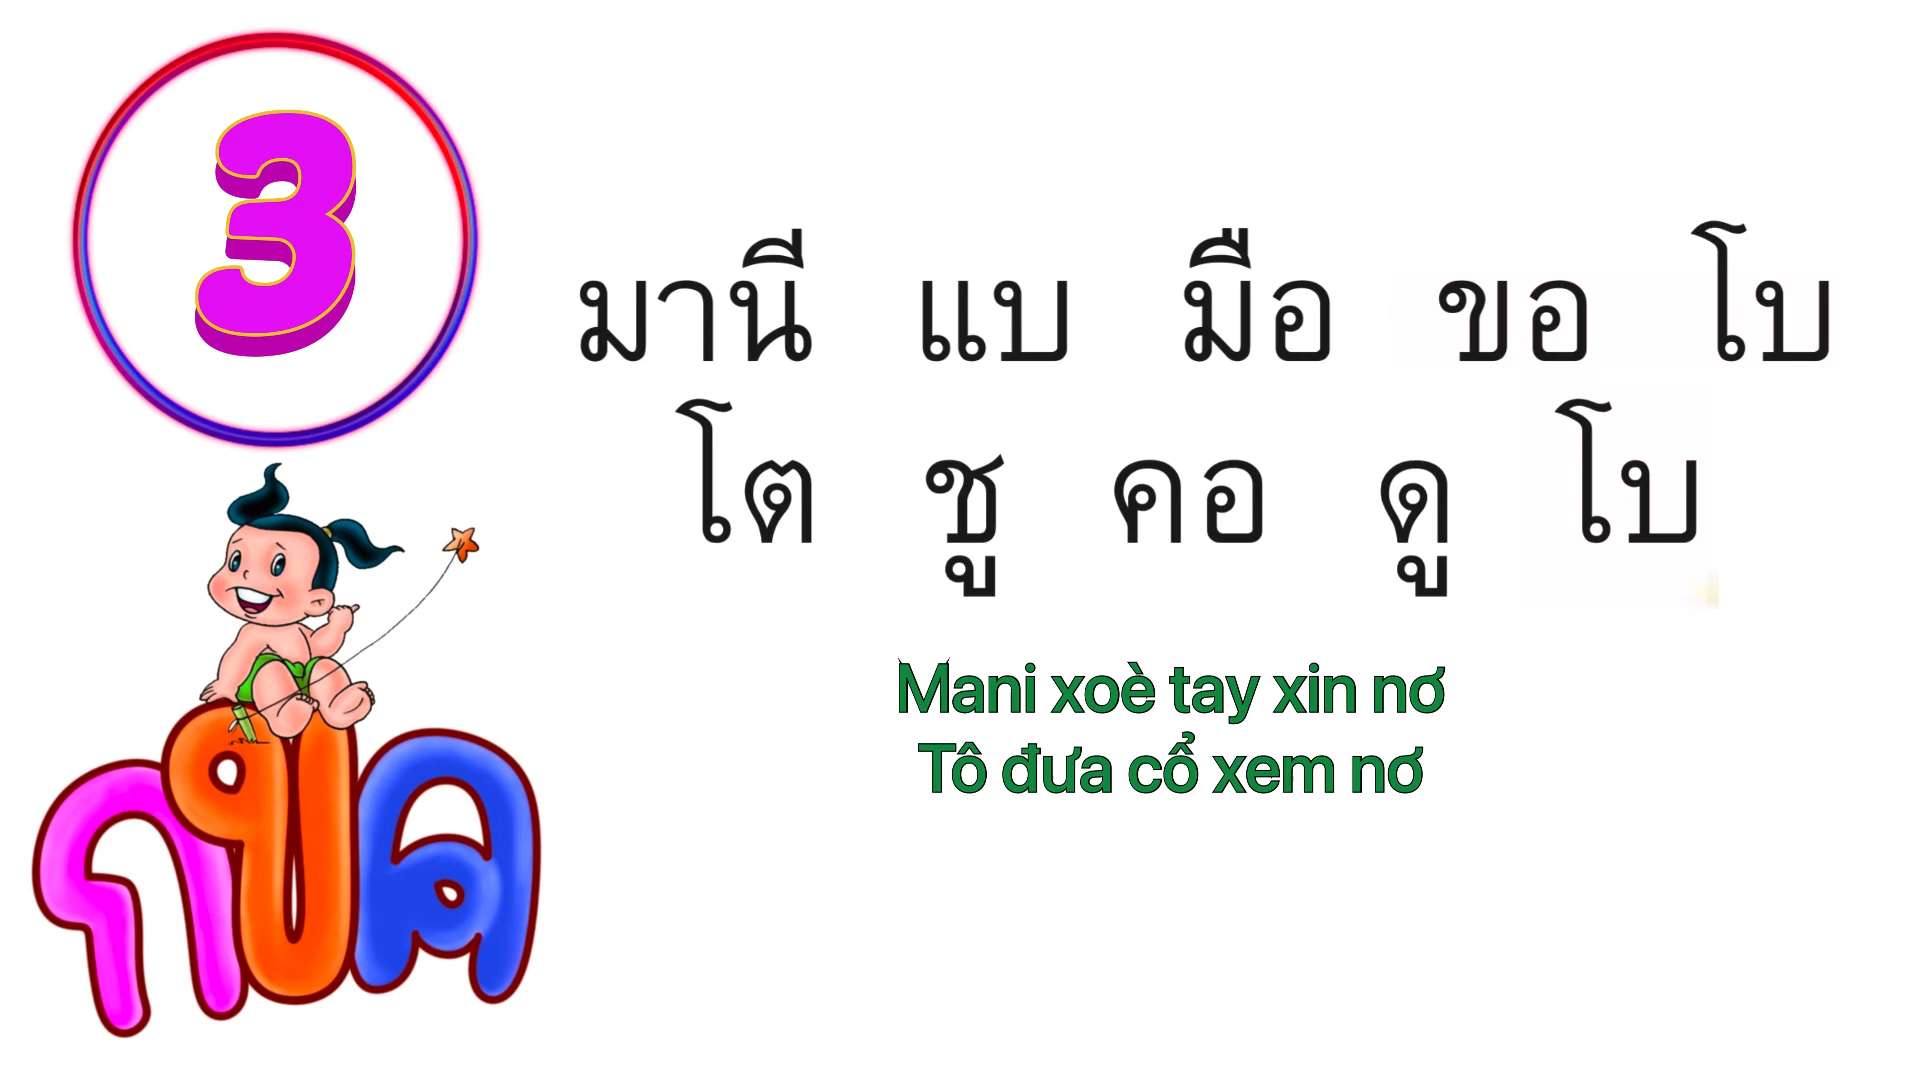 3
มานี แบ มือ ขอ โบ
โต ชู คอ ดู โบ
Mani xoè tay xin nơ
Tô đưa cổ xem nơ
กขค